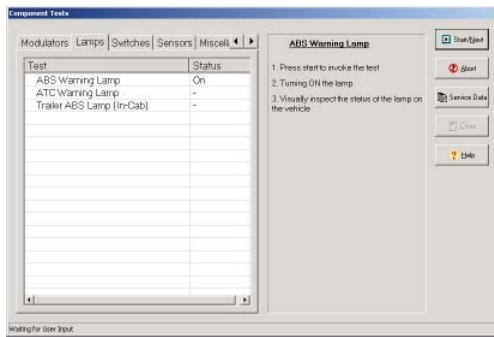 Component Tests
Modulators Lamps Switches Sensors Miscell
Test Status
ABS Warning Lamp On
ATC Warning Lamp -
Trailer ABS Lamp (In-Cab) -
ABS Warning Lamp
1. Press start to invoke the test
2. Turning ON the lamp
3. Visually inspect the status of the lamp on
the vehicle
Start/Next
Abort
Service Data
Close
? Help
Waiting for User Input